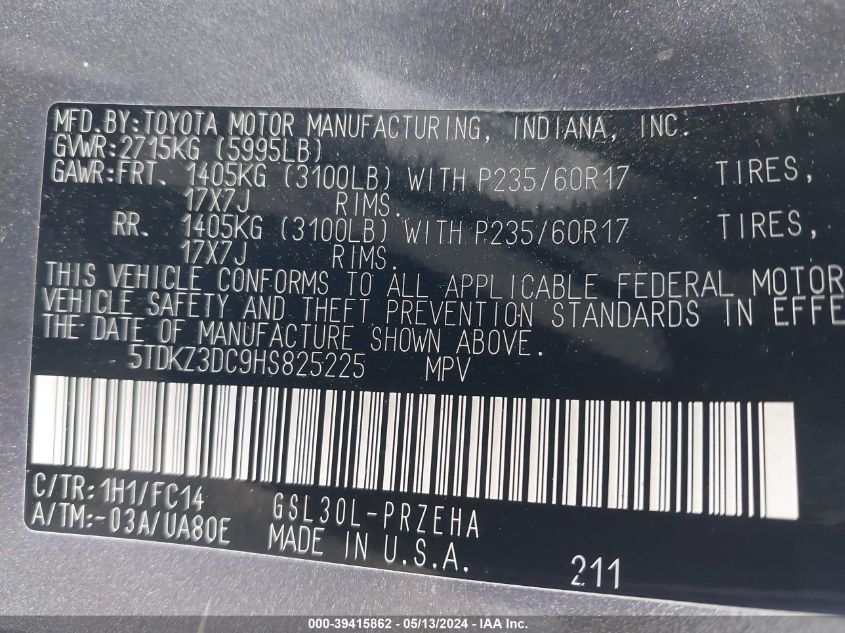 MFD.BY:TOYOTA MOTOR MANUFACTURING, INDIANA, INC.
GVWR:2715KG (5995LB)
GAWR:FRT. 1405KG (3100LB) WITH P235/60R17 TIRES,
17X7J RIMS.
RR. 1405KG (3100LB) WITH P235/60R17 TIRES,
17X7J RIMS.
THIS VEHICLE CONFORMS TO ALL APPLICABLE FEDERAL MOTOR
VEHICLE SAFETY AND THEFT PREVENTION STANDARDS IN EFFE
THE DATE OF MANUFACTURE SHOWN ABOVE.
5TDKZ3DC9HS825225 MPV
C/TR:1H1/FC14 GSL30L-PRZEHA
A/TM:-03A/UA80E MADE IN U.S.A. 211
000-39415862 - 05/13/2024 - IAA Inc.